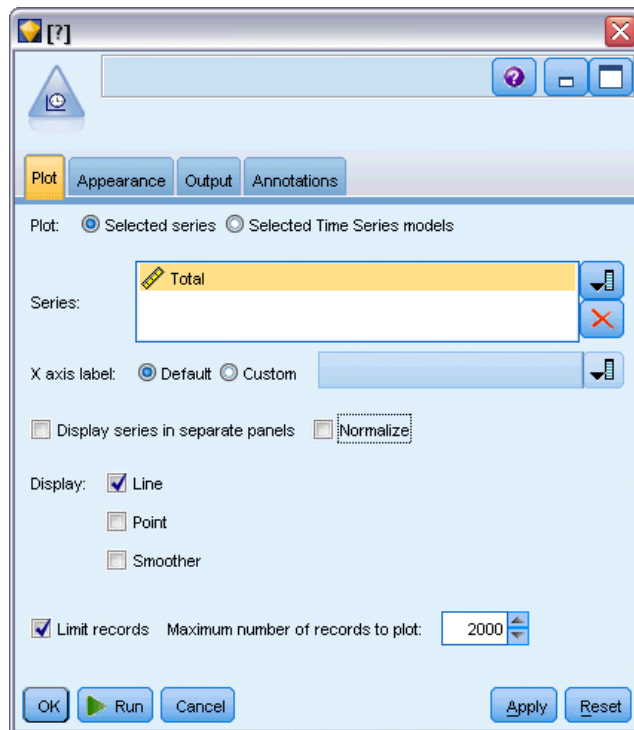 [?]
Plot Appearance Output Annotations
Plot: Selected series Selected Time Series models
Series: Total
X axis label: Default Custom
Display series in separate panels Normalize
Display: Line
Point
Smoother
Limit records Maximum number of records to plot: 2000
OK Run Cancel Apply Reset